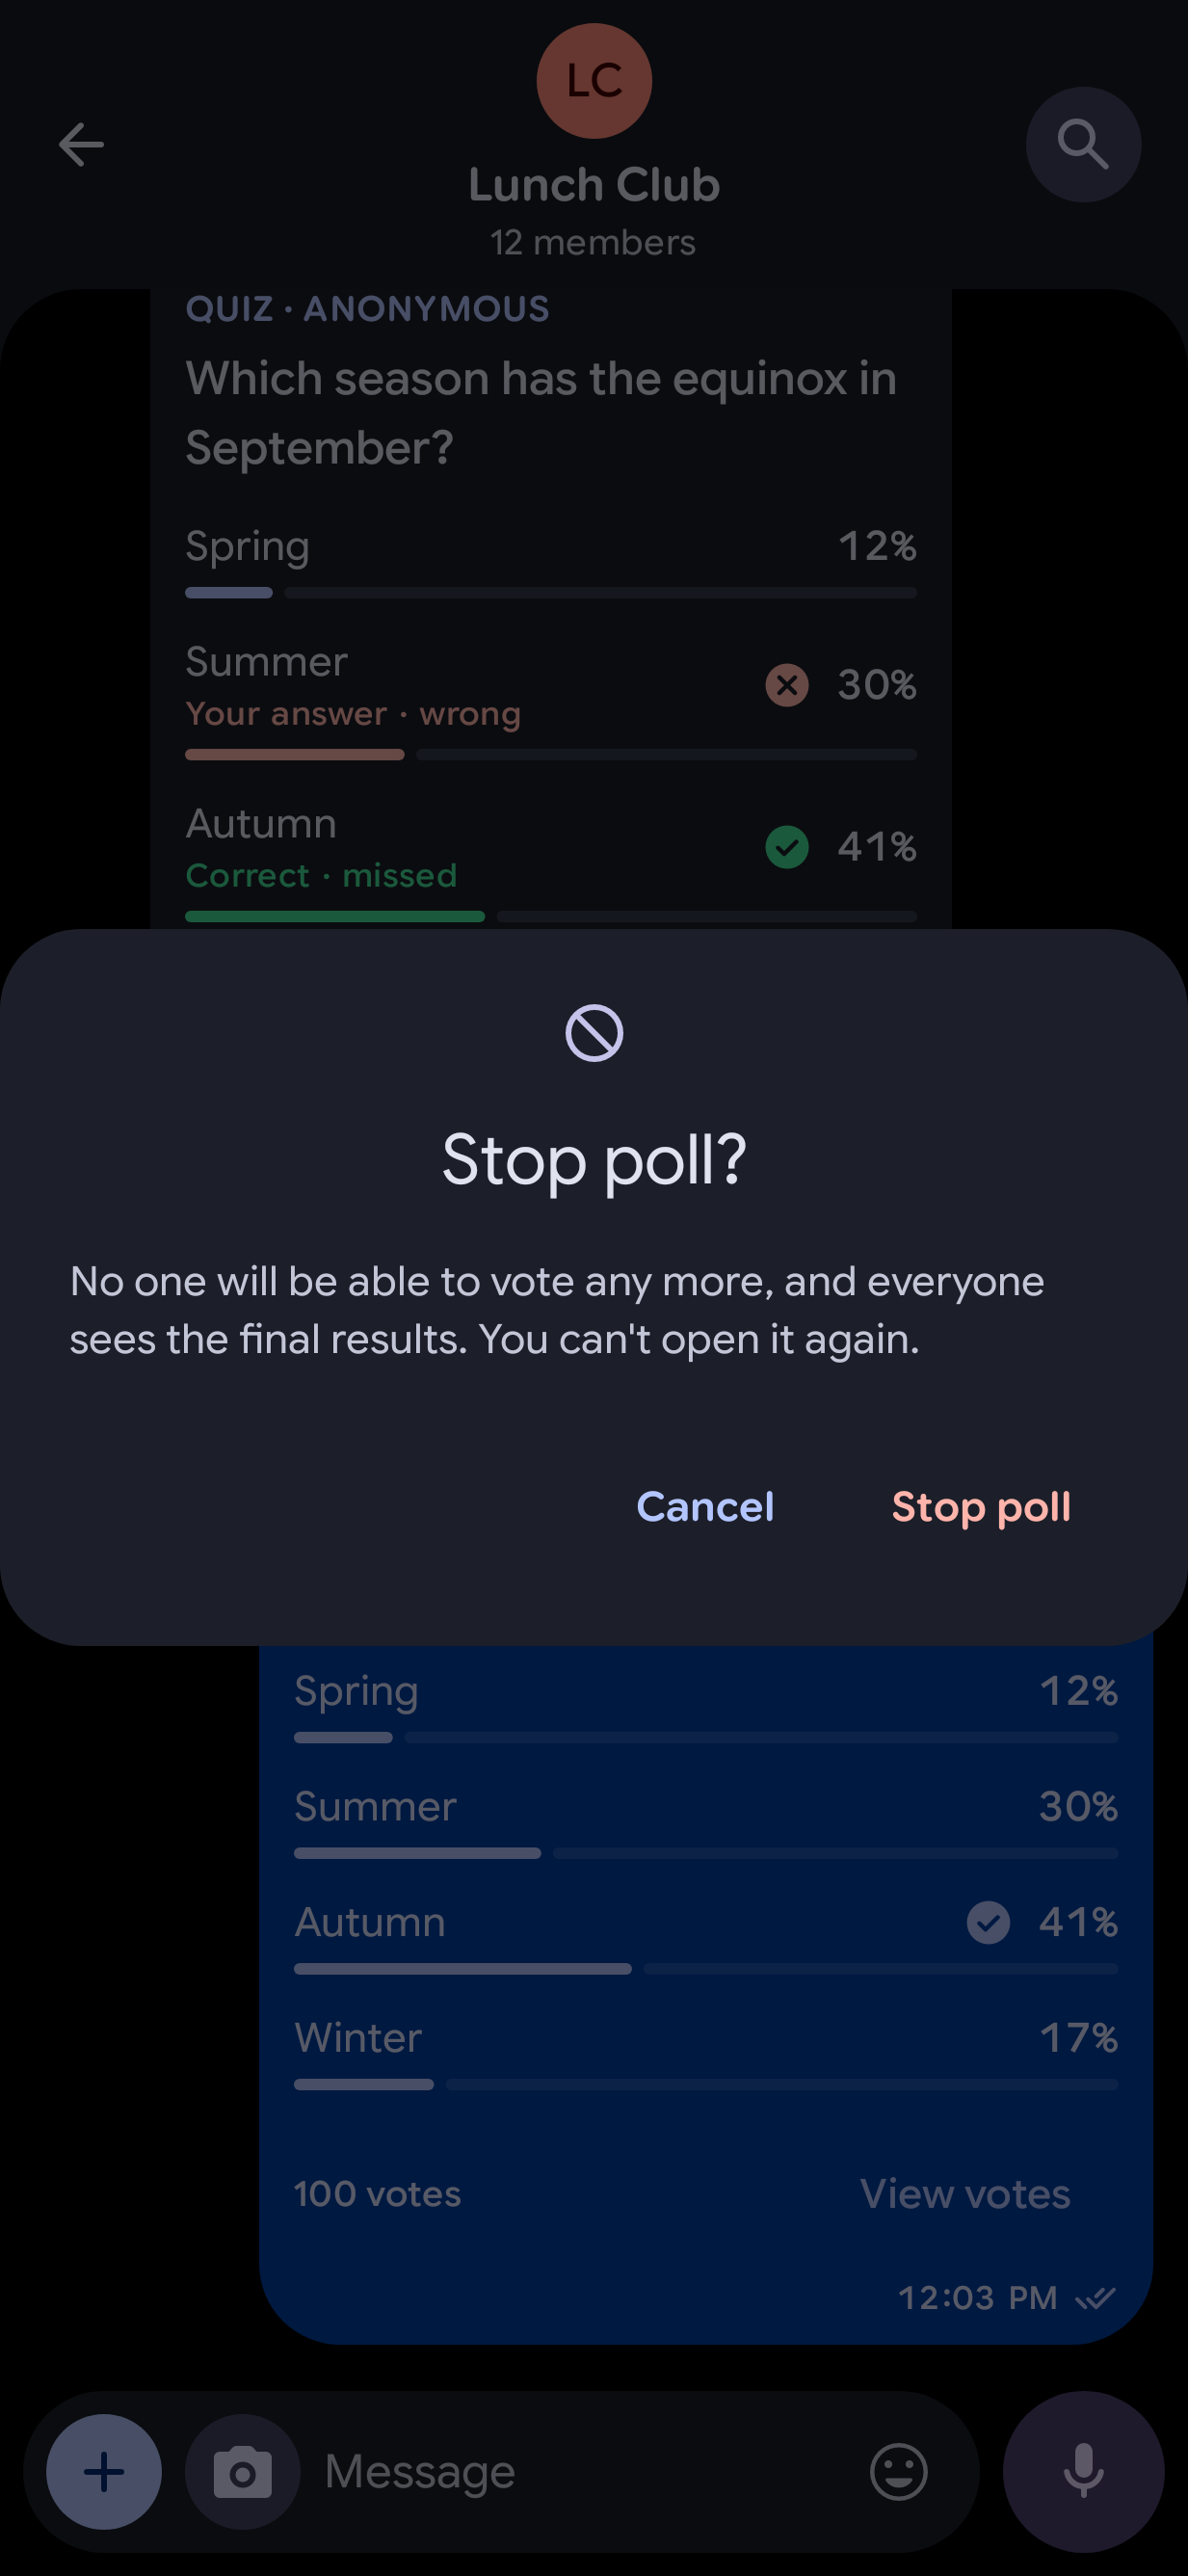 LC
Lunch Club
12 members
QUIZ · ANONYMOUS
Which season has the equinox in
September?
Spring 12%
Summer
Your answer · wrong 30%
Autumn
Correct · missed 41%
Stop poll?
No one will be able to vote any more, and everyone
sees the final results. You can't open it again.
Cancel Stop poll
Spring 12%
Summer 30%
Autumn 41%
Winter 17%
100 votes View votes
12:03 PM
Message